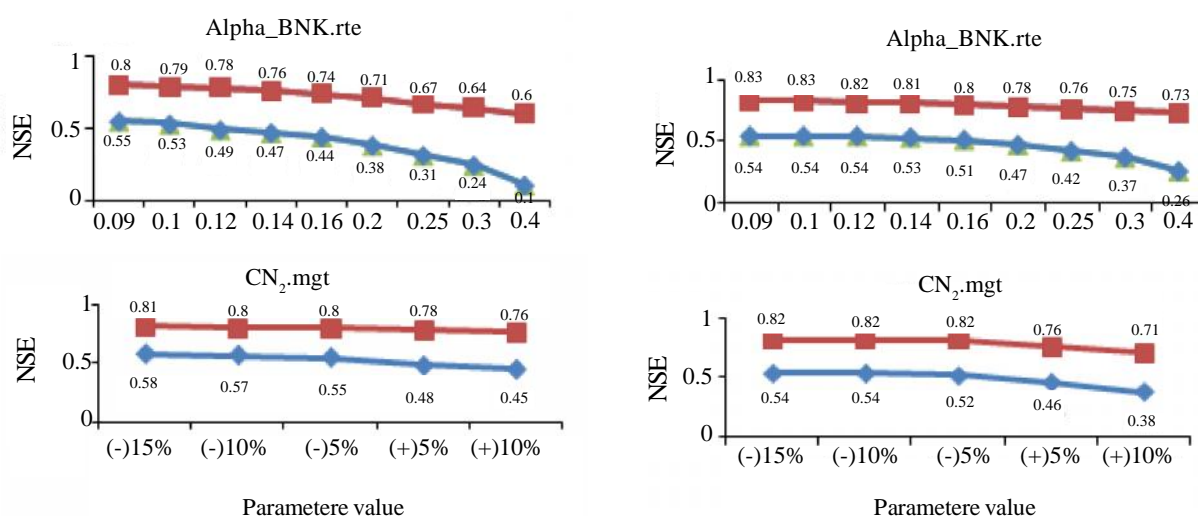 Alpha_BNK.rte
NSE
1
0.5
0
0.8 0.79 0.78 0.76 0.74 0.71 0.67 0.64 0.6
0.55 0.53 0.49 0.47 0.44 0.38 0.31 0.24 0.1
0.09 0.1 0.12 0.14 0.16 0.2 0.25 0.3 0.4
Alpha_BNK.rte
NSE
1
0.5
0
0.83 0.83 0.82 0.81 0.8 0.78 0.76 0.75 0.73
0.54 0.54 0.54 0.53 0.51 0.47 0.42 0.37 0.26
0.09 0.1 0.12 0.14 0.16 0.2 0.25 0.3 0.4
CN2.mgt
NSE
1
0.5
0
0.81 0.8 0.8 0.78 0.76
0.58 0.57 0.55 0.48 0.45
(-)15% (-)10% (-)5% (+)5% (+)10%
Parametere value
CN2.mgt
NSE
1
0.5
0
0.82 0.82 0.82 0.76 0.71
0.54 0.54 0.52 0.46 0.38
(-)15% (-)10% (-)5% (+)5% (+)10%
Parametere value